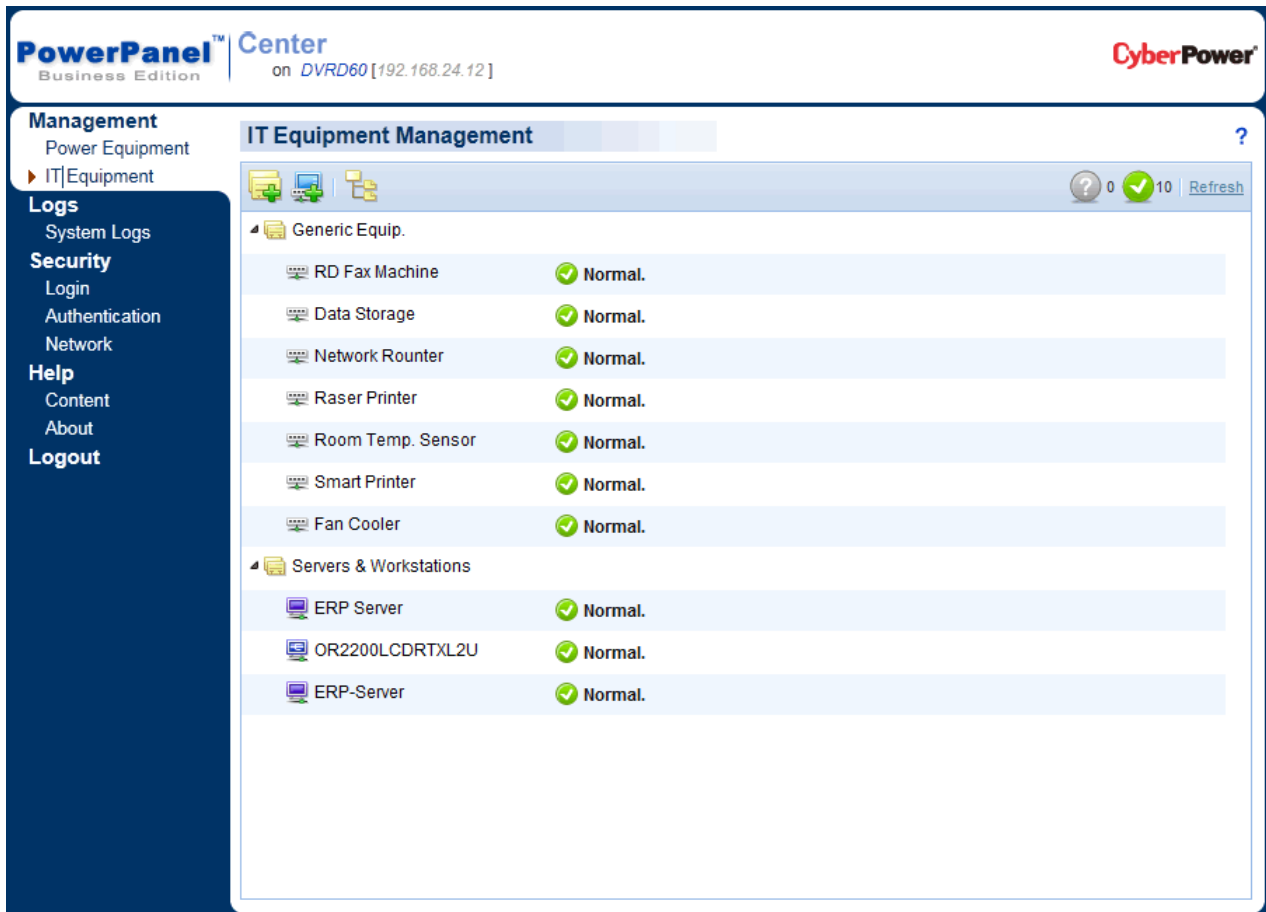 PowerPanel™ Center
Business Edition
on DVRD60 [192.168.24.12]
CyberPower®
Management
Power Equipment
IT Equipment
Logs
System Logs
Security
Login
Authentication
Network
Help
Content
About
Logout
IT Equipment Management
?
? 0 10 Refresh
Generic Equip.
RD Fax Machine Normal.
Data Storage Normal.
Network Rounter Normal.
Raser Printer Normal.
Room Temp. Sensor Normal.
Smart Printer Normal.
Fan Cooler Normal.
Servers & Workstations
ERP Server Normal.
OR2200LCDRTXL2U Normal.
ERP-Server Normal.